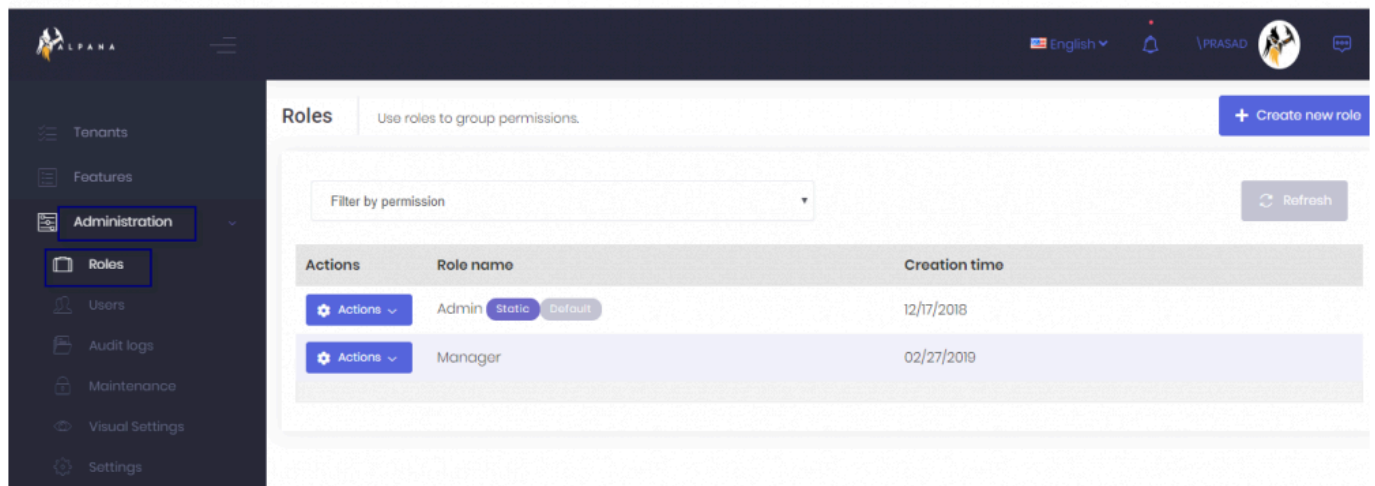 ALPANA
English
\PRASAD
Tenants
Features
Administration
Roles
Users
Audit logs
Maintenance
Visual Settings
Settings
Roles
Use roles to group permissions.
+ Create new role
Filter by permission
Refresh
Actions Role name Creation time
Actions Admin Static Default 12/17/2018
Actions Manager 02/27/2019